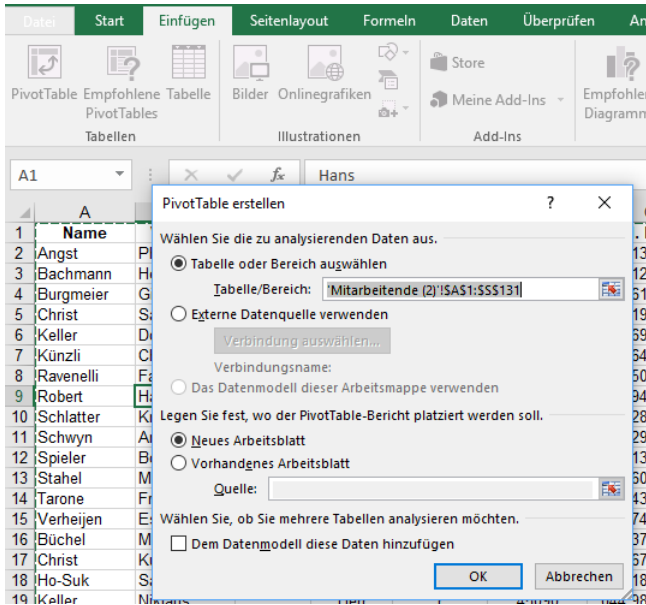 Datei Start Einfügen Seitenlayout Formeln Daten Überprüfen
PivotTable Empfohlene PivotTables Tabelle Bilder Onlinegrafiken Store
Meine Add-Ins
Tabellen Illustrationen Add-Ins
A1 fx Hans
PivotTable erstellen ? ×
A
1 Name
2 Angst
3 Bachmann
4 Burgmeier
5 Christ
6 Keller
7 Künzli
8 Ravenelli
9 Robert
10 Schlatter
11 Schwyn
12 Spieler
13 Stahel
14 Tarone
15 Verheijen
16 Büchel
17 Christ
18 Ho-Suk
19 Keller
Wählen Sie die zu analysierenden Daten aus.
Tabelle oder Bereich auswählen
Tabelle/Bereich: 'Mitarbeitende (2)'!$A$1:$S$131
Externe Datenquelle verwenden
Verbindung auswählen...
Verbindungsname:
Das Datenmodell dieser Arbeitsmappe verwenden
Legen Sie fest, wo der PivotTable-Bericht platziert werden soll.
Neues Arbeitsblatt
Vorhandenes Arbeitsblatt
Quelle:
Wählen Sie, ob Sie mehrere Tabellen analysieren möchten.
Dem Datenmodell diese Daten hinzufügen
OK Abbrechen